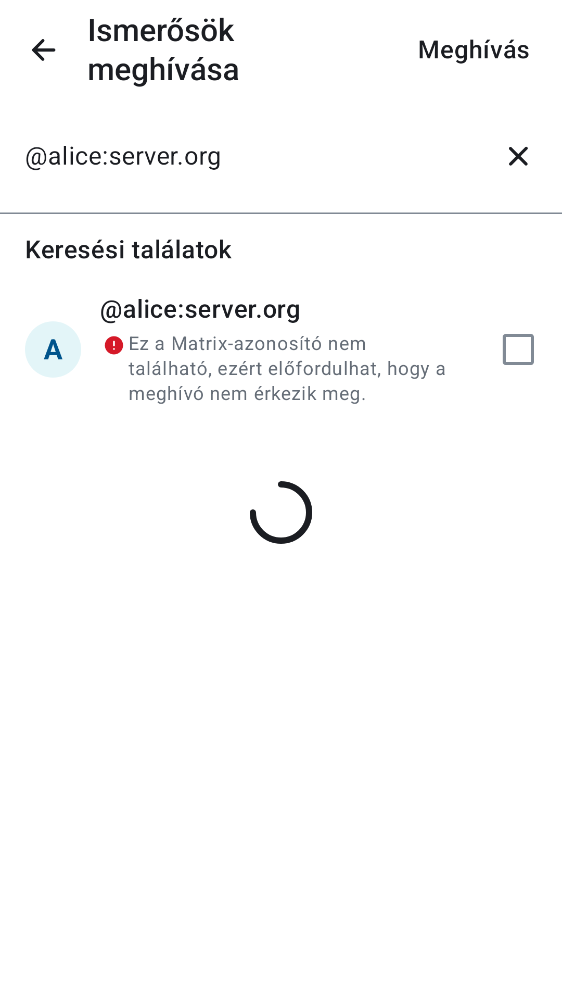 Ismerősök
meghívása
Meghívás
@alice:server.org
Keresési találatok
A
@alice:server.org
Ez a Matrix-azonosító nem
található, ezért előfordulhat, hogy a
meghívó nem érkezik meg.